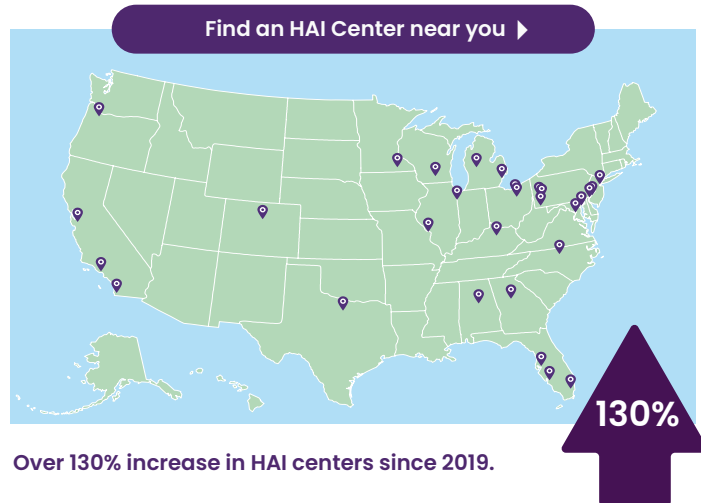 Find an HAI Center near you
130%
Over 130% increase in HAI centers since 2019.